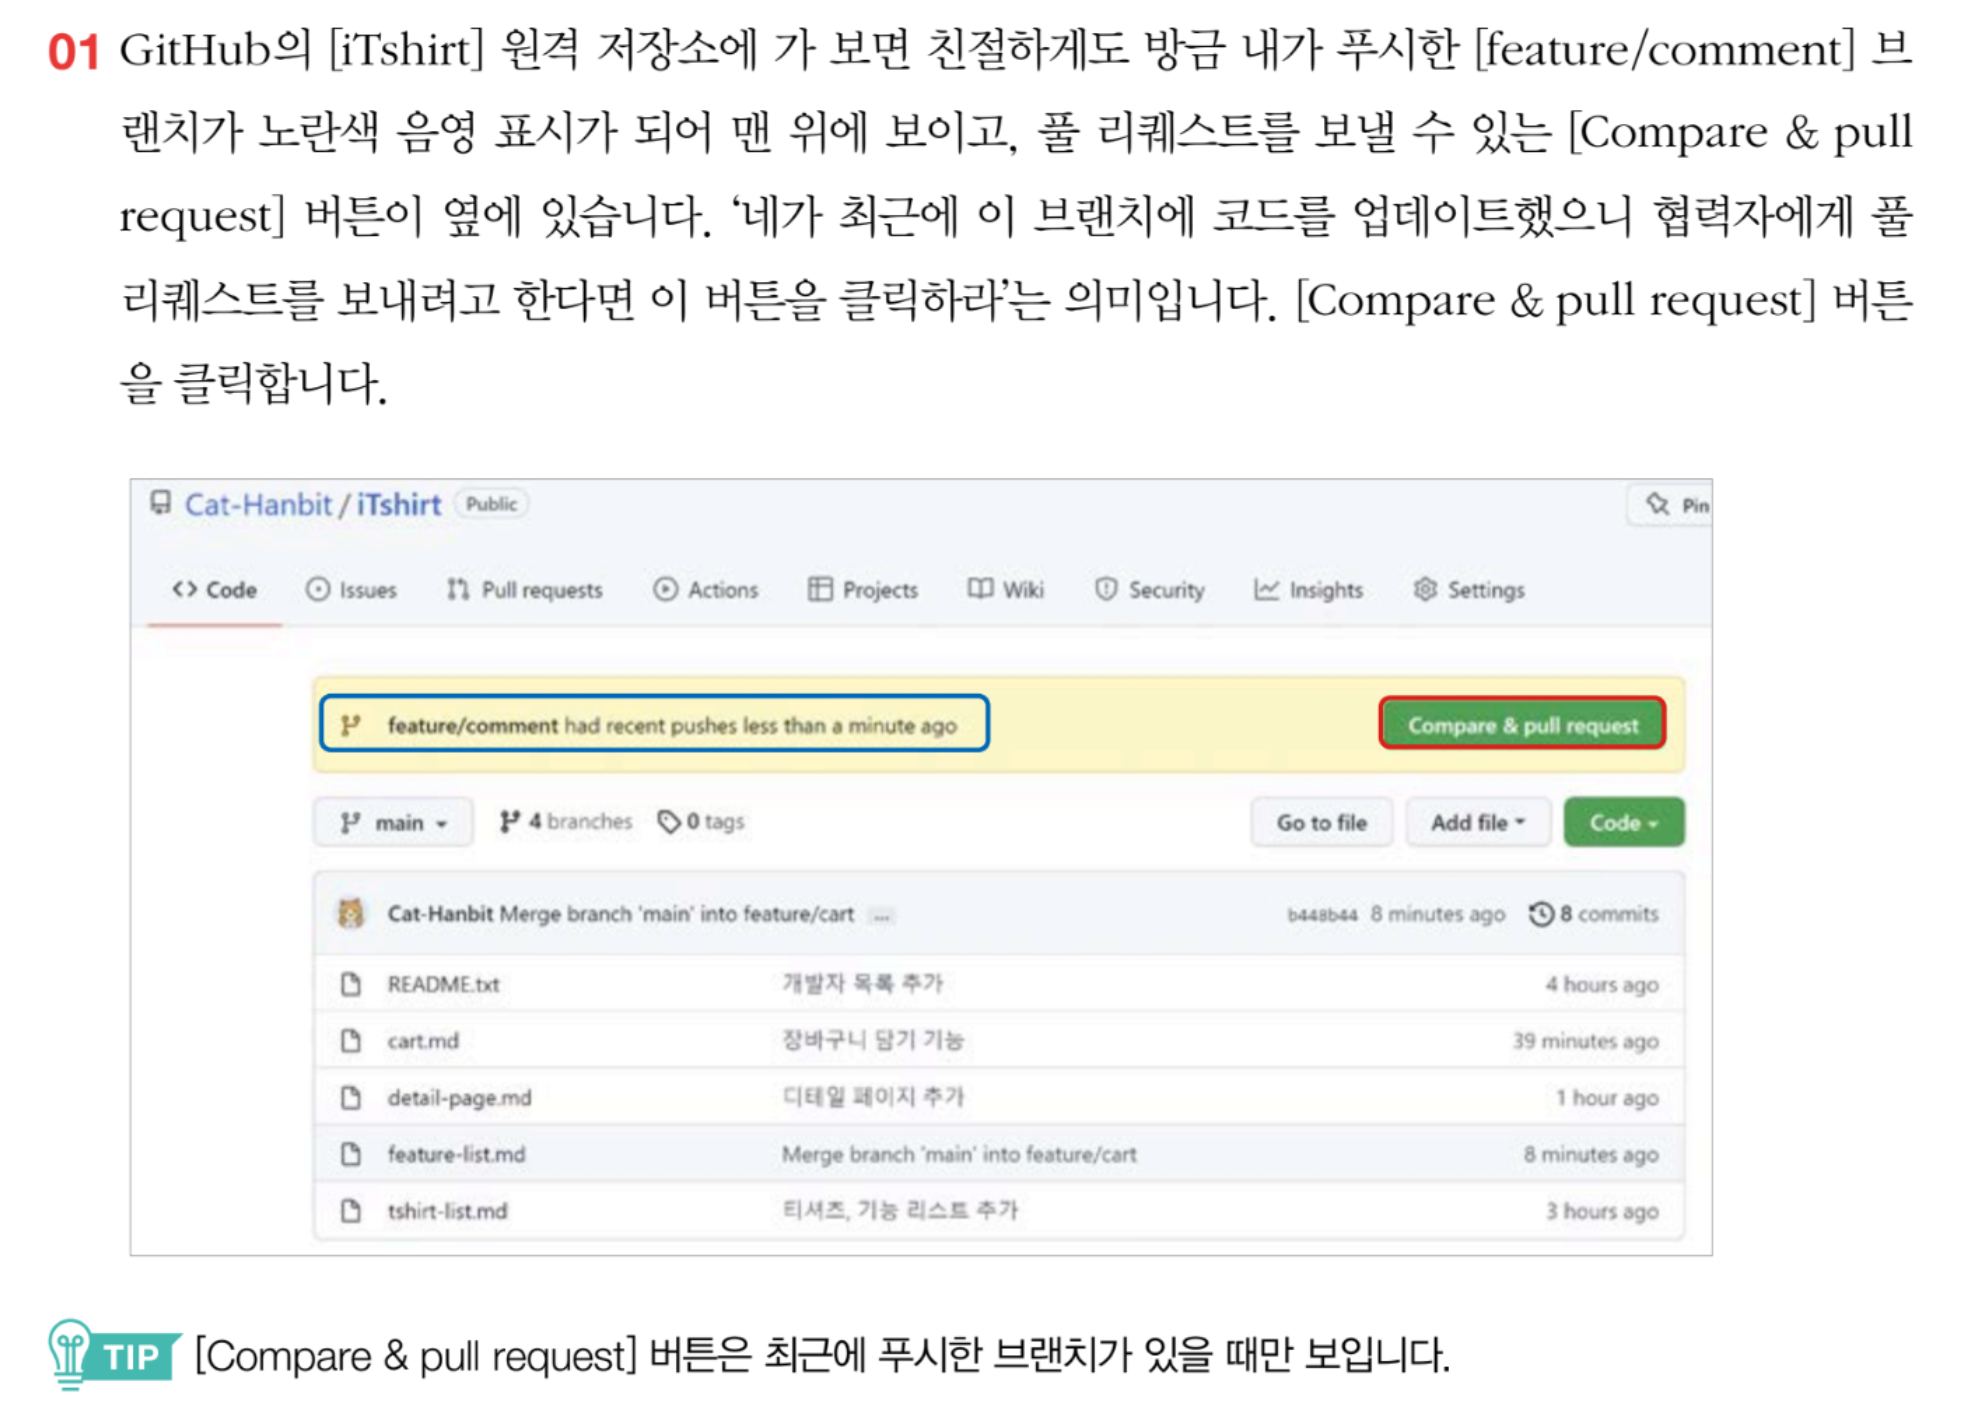 01 GitHub의 [iTshirt] 원격 저장소에 가 보면 친절하게도 방금 내가 푸시한 [feature/comment] 브
랜치가 노란색 음영 표시가 되어 맨 위에 보이고, 풀 리퀘스트를 보낼 수 있는 [Compare & pull
request] 버튼이 옆에 있습니다. ‘네가 최근에 이 브랜치에 코드를 업데이트했으니 협력자에게 풀
리퀘스트를 보내려고 한다면 이 버튼을 클릭하라’는 의미입니다. [Compare & pull request] 버튼
을 클릭합니다.
Cat-Hanbit / iTshirt Public Pin
<> Code Issues Pull requests Actions Projects Wiki Security Insights Settings
feature/comment had recent pushes less than a minute ago Compare & pull request
main 4 branches 0 tags Go to file Add file Code
Cat-Hanbit Merge branch 'main' into feature/cart ... b448b44 8 minutes ago 8 commits
README.txt 개발자 목록 추가 4 hours ago
cart.md 장바구니 담기 기능 39 minutes ago
detail-page.md 디테일 페이지 추가 1 hour ago
feature-list.md Merge branch 'main' into feature/cart 8 minutes ago
tshirt-list.md 티셔츠, 기능 리스트 추가 3 hours ago
TIP [Compare & pull request] 버튼은 최근에 푸시한 브랜치가 있을 때만 보입니다.